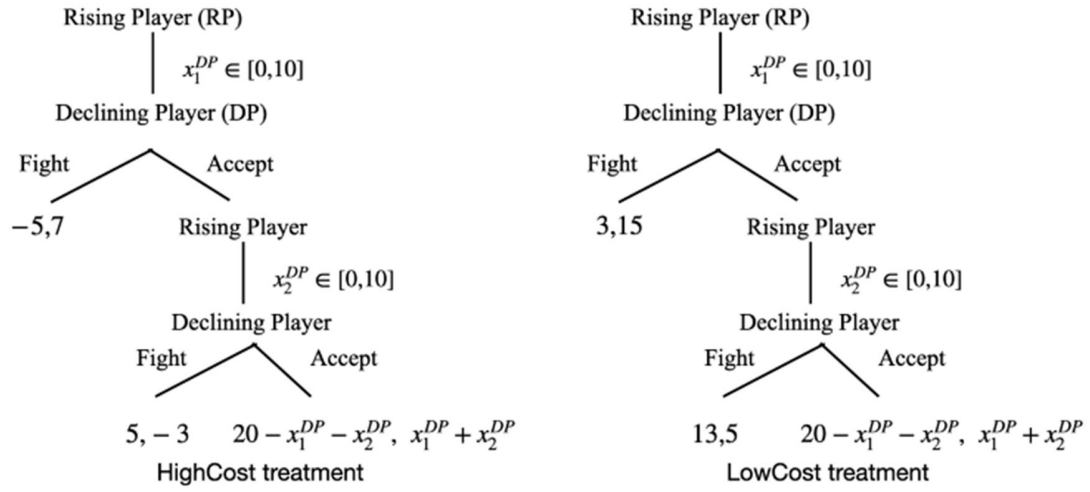 Rising Player (RP)
x_1^{DP} ∈ [0,10]
Declining Player (DP)
Fight Accept
−5,7 Rising Player
x_2^{DP} ∈ [0,10]
Declining Player
Fight Accept
5, − 3 20 − x_1^{DP} − x_2^{DP}, x_1^{DP} + x_2^{DP}
HighCost treatment
Rising Player (RP)
x_1^{DP} ∈ [0,10]
Declining Player (DP)
Fight Accept
3,15 Rising Player
x_2^{DP} ∈ [0,10]
Declining Player
Fight Accept
13,5 20 − x_1^{DP} − x_2^{DP}, x_1^{DP} + x_2^{DP}
LowCost treatment